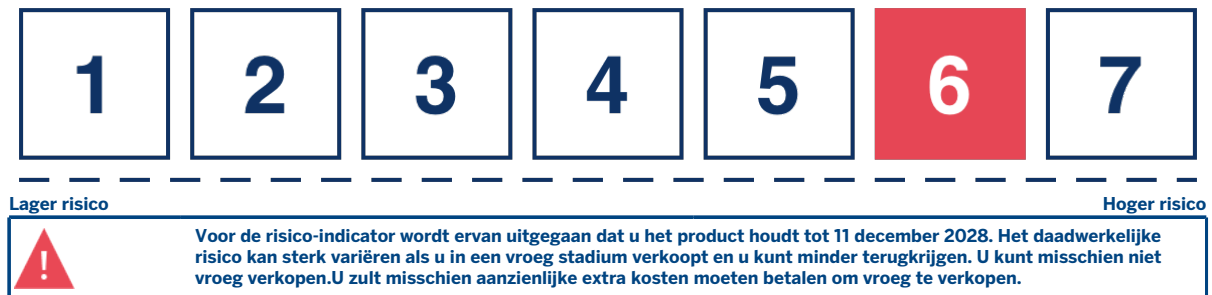 1 2 3 4 5 6 7
Lager risico Hoger risico
! Voor de risico-indicator wordt ervan uitgegaan dat u het product houdt tot 11 december 2028. Het daadwerkelijke
risico kan sterk variëren als u in een vroeg stadium verkoopt en u kunt minder terugkrijgen. U kunt misschien niet
vroeg verkopen.U zult misschien aanzienlijke extra kosten moeten betalen om vroeg te verkopen.